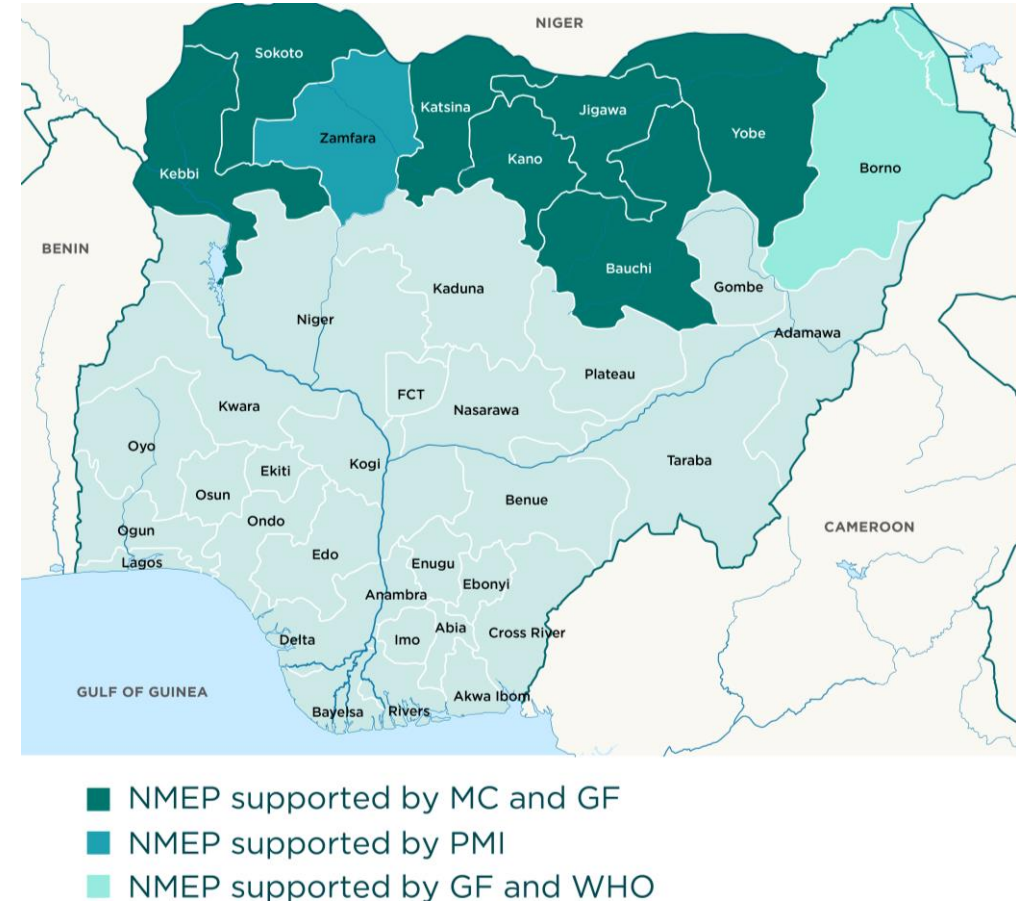 NIGER
Sokoto
Katsina
Jigawa
Zamfara
Yobe
Kano
Borno
Kebbi
BENIN
Bauchi
Kaduna
Gombe
Niger
Adamawa
Plateau
FCT
Nasarawa
Kwara
Oyo
Kogi
Taraba
Ekiti
Osun
Benue
Ondo
Ogun
CAMEROON
Edo
Lagos
Enugu
Ebonyi
Anambra
Abia
Cross River
Delta
Imo
GULF OF GUINEA
Akwa Ibom
Bayelsa
Rivers
NMEP supported by MC and GF
NMEP supported by PMI
NMEP supported by GF and WHO